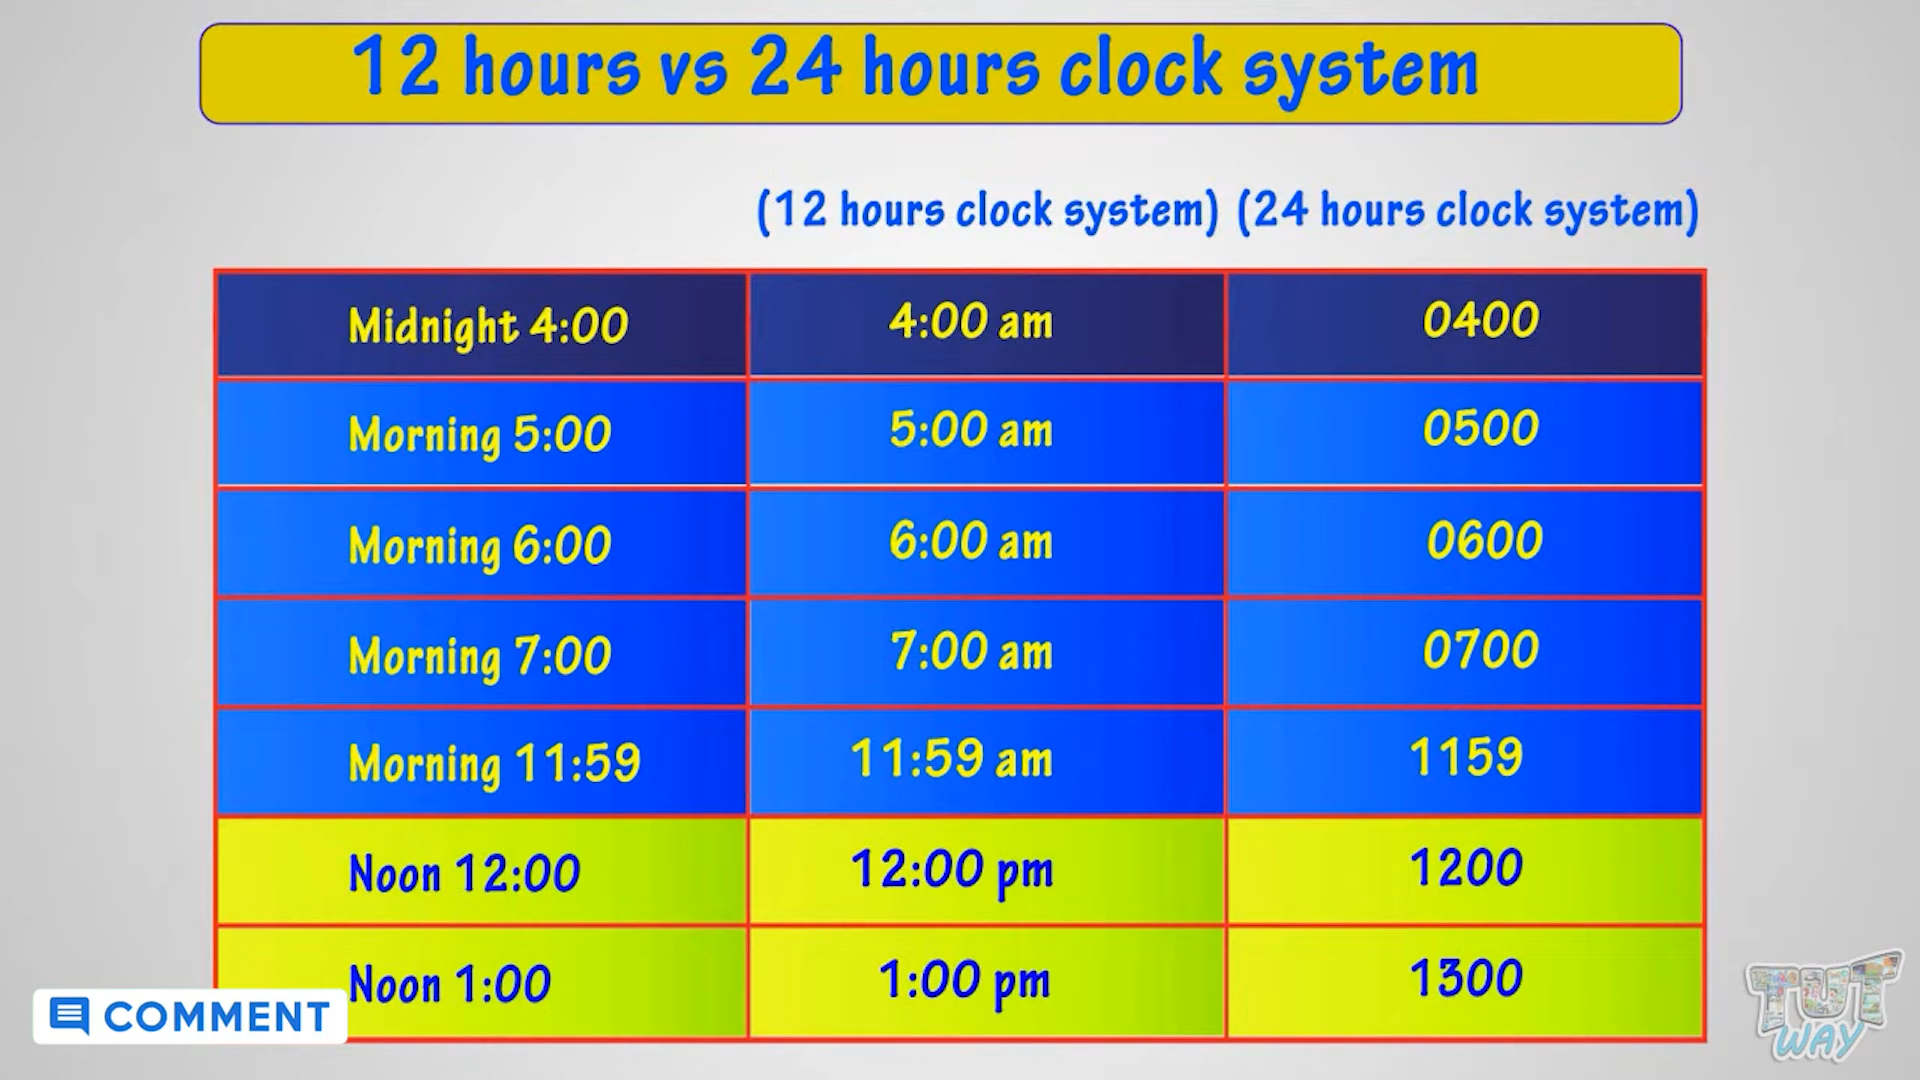 12 hours vs 24 hours clock system
(12 hours clock system) (24 hours clock system)
Midnight 4:00 4:00 am 0400
Morning 5:00 5:00 am 0500
Morning 6:00 6:00 am 0600
Morning 7:00 7:00 am 0700
Morning 11:59 11:59 am 1159
Noon 12:00 12:00 pm 1200
Noon 1:00 1:00 pm 1300
COMMENT
TUT
WAY